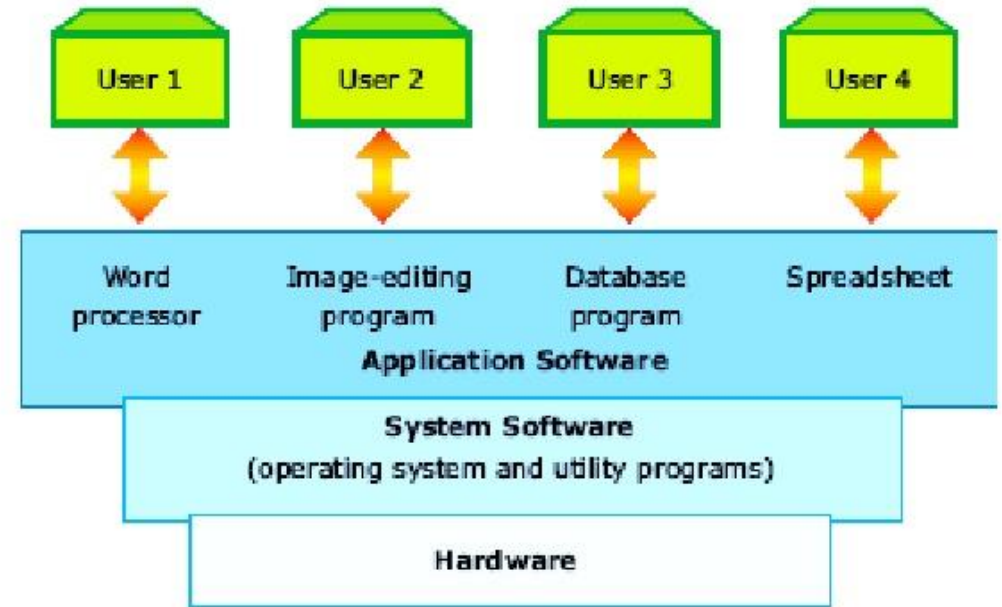 User 1
User 2
User 3
User 4
Word
processor
Image-editing
program
Database
program
Spreadsheet
Application Software
System Software
(operating system and utility programs)
Hardware